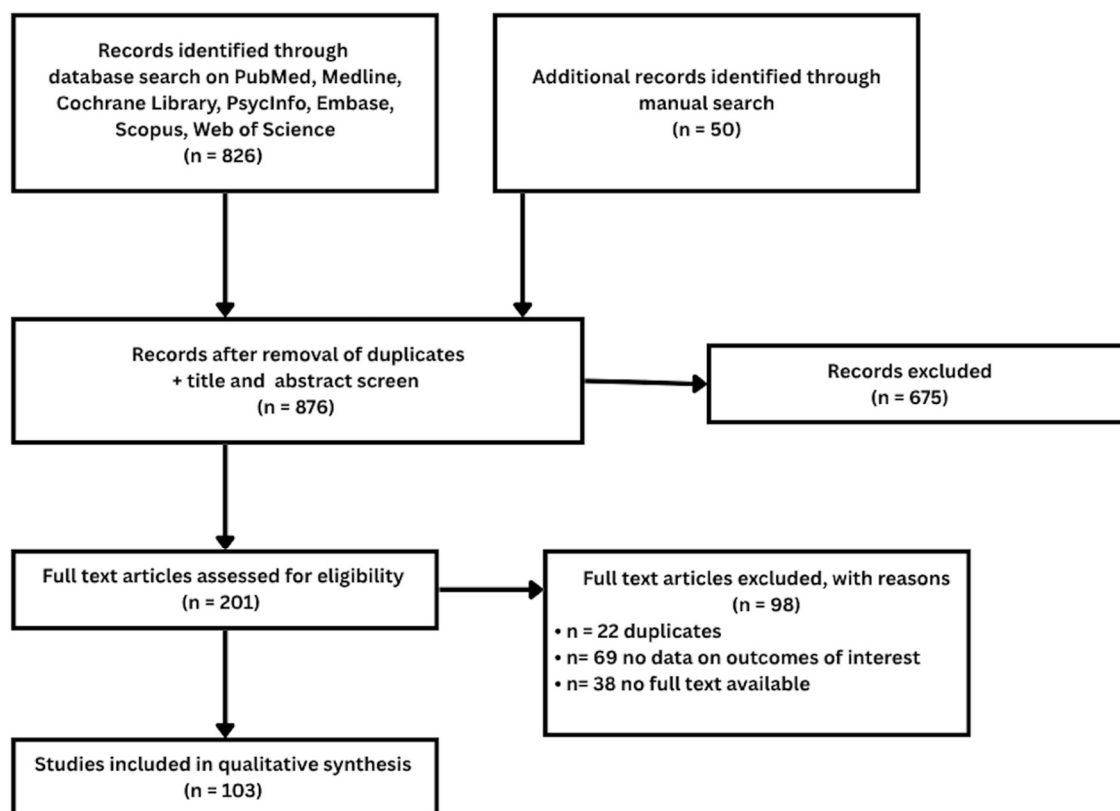 Records identified through
database search on PubMed, Medline,
Cochrane Library, PsycInfo, Embase,
Scopus, Web of Science
(n = 826)
Additional records identified through
manual search
(n = 50)
Records after removal of duplicates
+ title and abstract screen
(n = 876)
Records excluded
(n = 675)
Full text articles assessed for eligibility
(n = 201)
Full text articles excluded, with reasons
(n = 98)
• n = 22 duplicates
• n= 69 no data on outcomes of interest
• n= 38 no full text available
Studies included in qualitative synthesis
(n = 103)